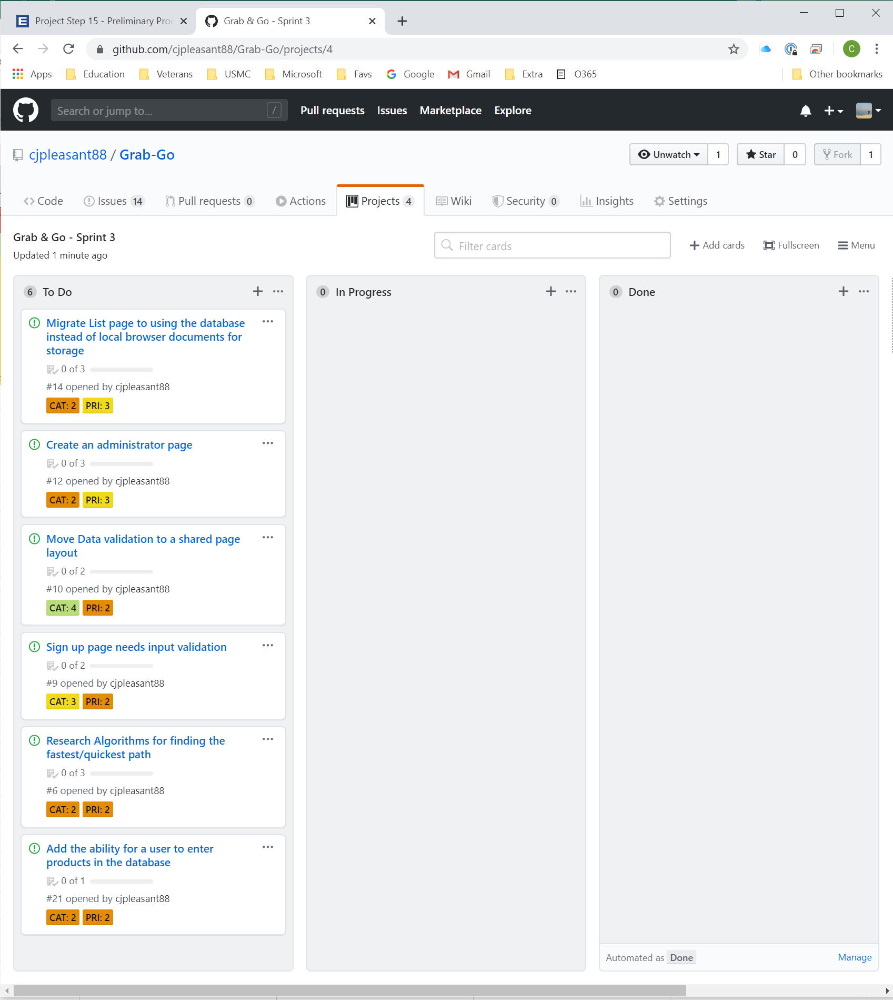 Project Step 15 - Preliminary Pro
Grab & Go - Sprint 3
github.com/cjpleasant88/Grab-Go/projects/4
C
Apps Education Veterans USMC Microsoft Favs Google Gmail Extra O365 Other bookmarks
Search or jump to... /
Pull requests Issues Marketplace Explore
cjpleasant88 / Grab-Go
Unwatch 1 Star 0 Fork 1
Code Issues 14 Pull requests 0 Actions Projects 4 Wiki Security 0 Insights Settings
Grab & Go - Sprint 3
Updated 1 minute ago
Filter cards
Add cards Fullscreen Menu
6 To Do
Migrate List page to using the database
instead of local browser documents for
storage
0 of 3
#14 opened by cjpleasant88
CAT: 2 PRI: 3
Create an administrator page
0 of 3
#12 opened by cjpleasant88
CAT: 2 PRI: 3
Move Data validation to a shared page
layout
0 of 2
#10 opened by cjpleasant88
CAT: 4 PRI: 2
Sign up page needs input validation
0 of 2
#9 opened by cjpleasant88
CAT: 3 PRI: 2
Research Algorithms for finding the
fastest/quickest path
0 of 3
#6 opened by cjpleasant88
CAT: 2 PRI: 2
Add the ability for a user to enter
products in the database
0 of 1
#21 opened by cjpleasant88
CAT: 2 PRI: 2
0 In Progress
0 Done
Automated as Done Manage